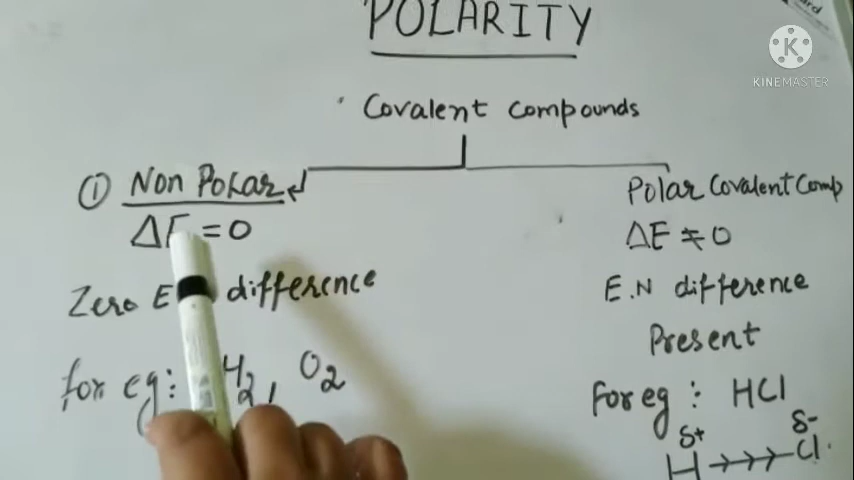 POLARITY
Covalent compounds
① Non Polar
ΔE = 0
Zero E difference
for eg: H2, O2
Polar Covalent Comp
ΔE ≠ 0
E.N difference
Present
For eg : HCl
δ+ δ-
H→→→Cl
KINEMASTER